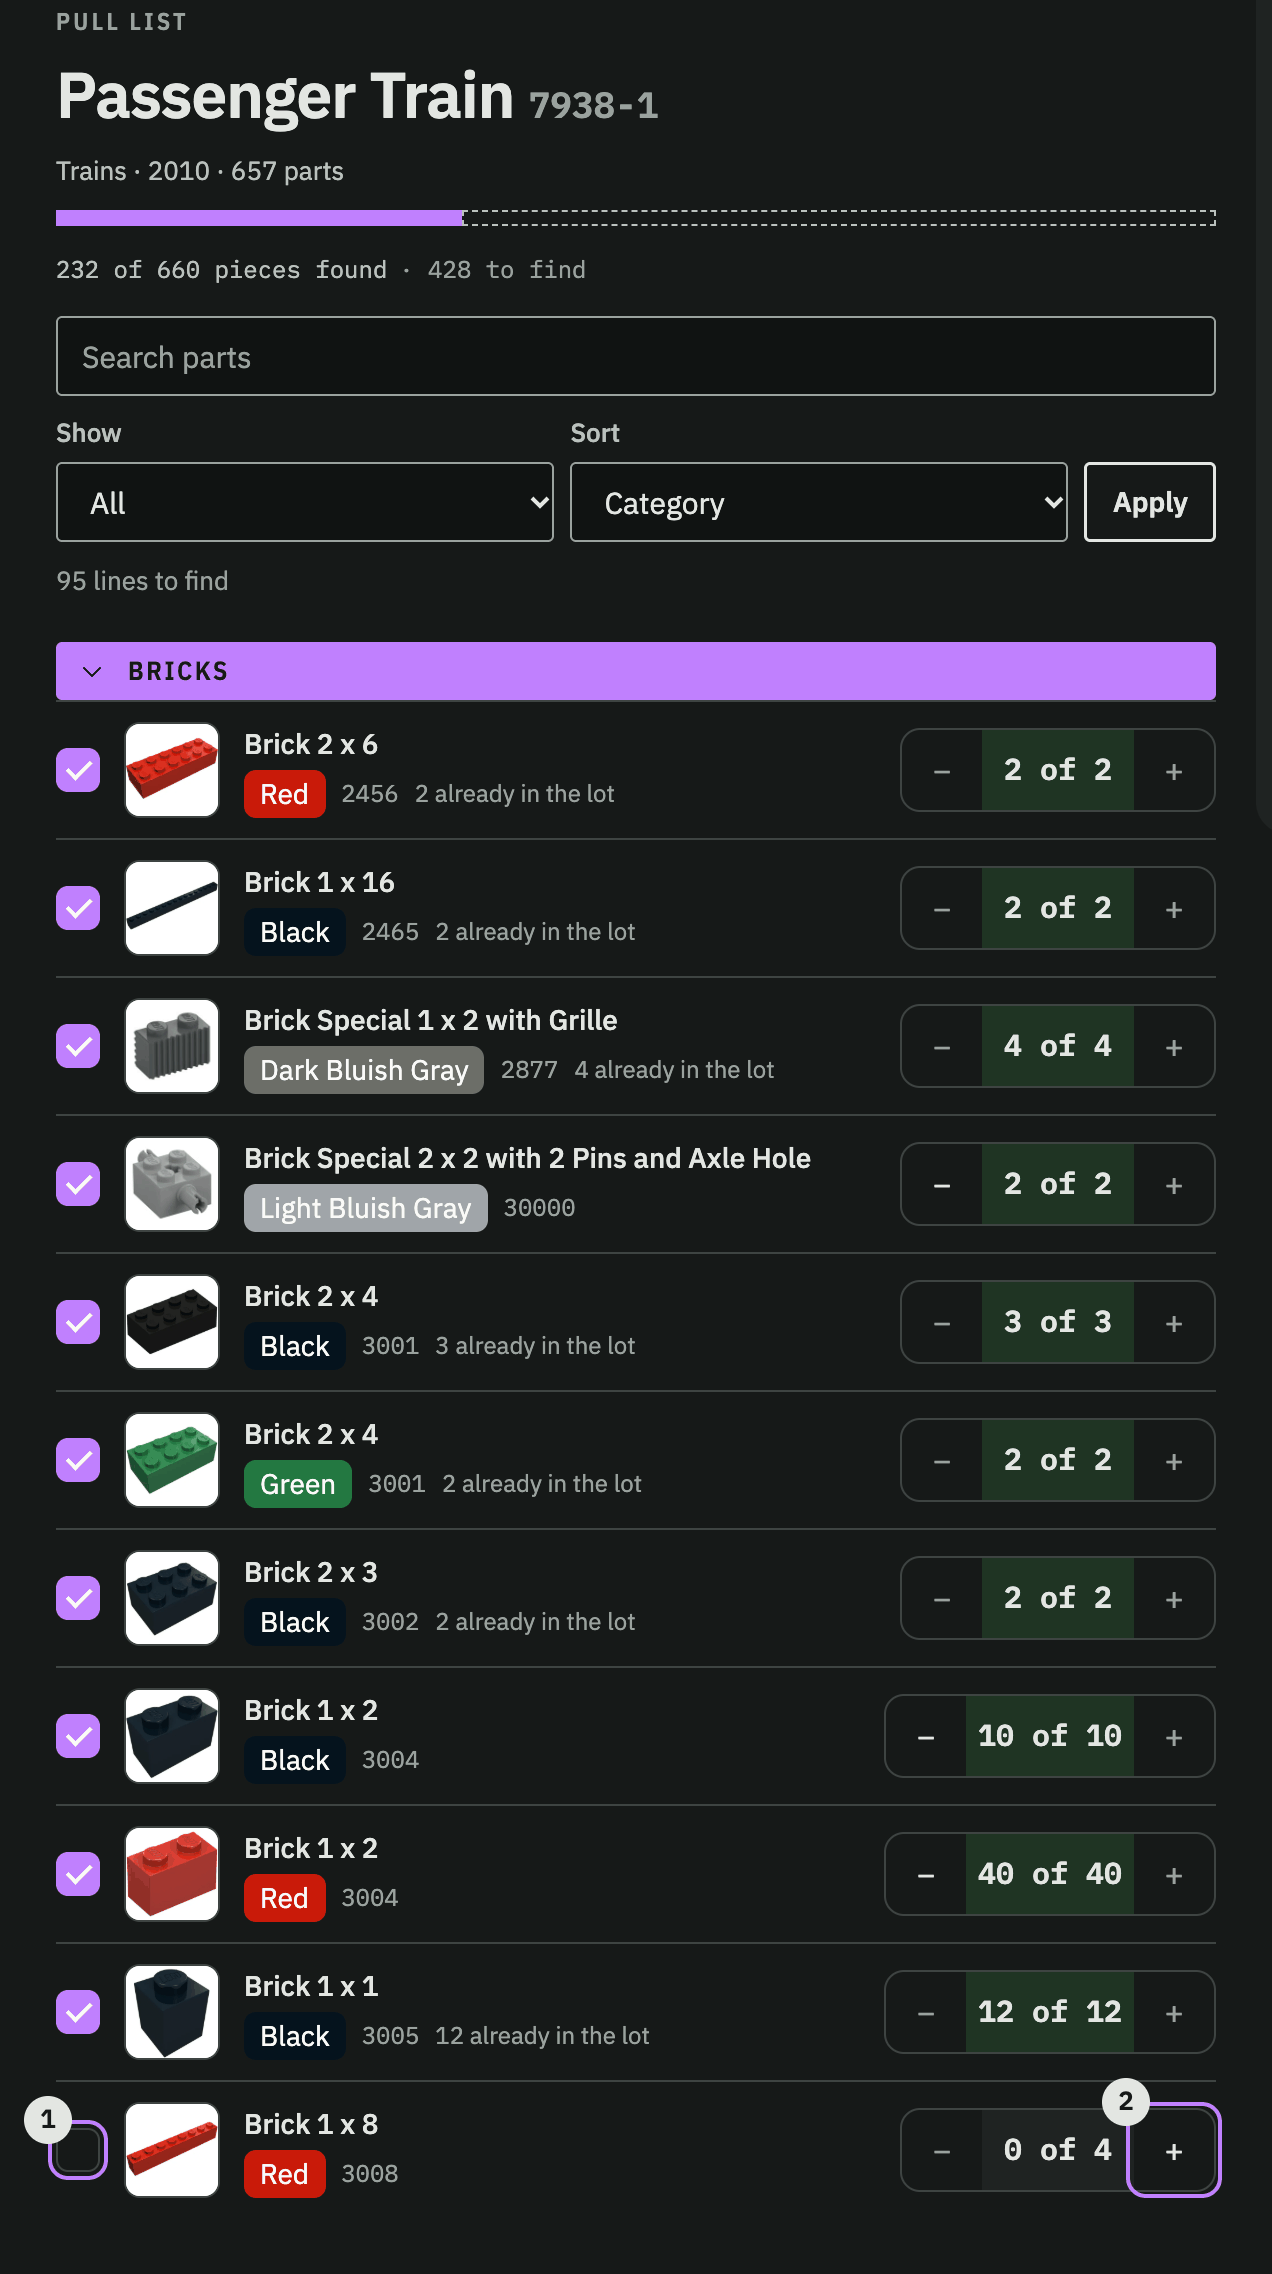 PULL LIST
Passenger Train 7938-1
Trains · 2010 · 657 parts
232 of 660 pieces found · 428 to find
Search parts
Show Sort
All Category Apply
95 lines to find
BRICKS
Brick 2 x 6
Red 2456 2 already in the lot
− 2 of 2 +
Brick 1 x 16
Black 2465 2 already in the lot
− 2 of 2 +
Brick Special 1 x 2 with Grille
Dark Bluish Gray 2877 4 already in the lot
− 4 of 4 +
Brick Special 2 x 2 with 2 Pins and Axle Hole
Light Bluish Gray 30000
− 2 of 2 +
Brick 2 x 4
Black 3001 3 already in the lot
− 3 of 3 +
Brick 2 x 4
Green 3001 2 already in the lot
− 2 of 2 +
Brick 2 x 3
Black 3002 2 already in the lot
− 2 of 2 +
Brick 1 x 2
Black 3004
− 10 of 10 +
Brick 1 x 2
Red 3004
− 40 of 40 +
Brick 1 x 1
Black 3005 12 already in the lot
− 12 of 12 +
1
Brick 1 x 8
Red 3008
− 0 of 4 +
2